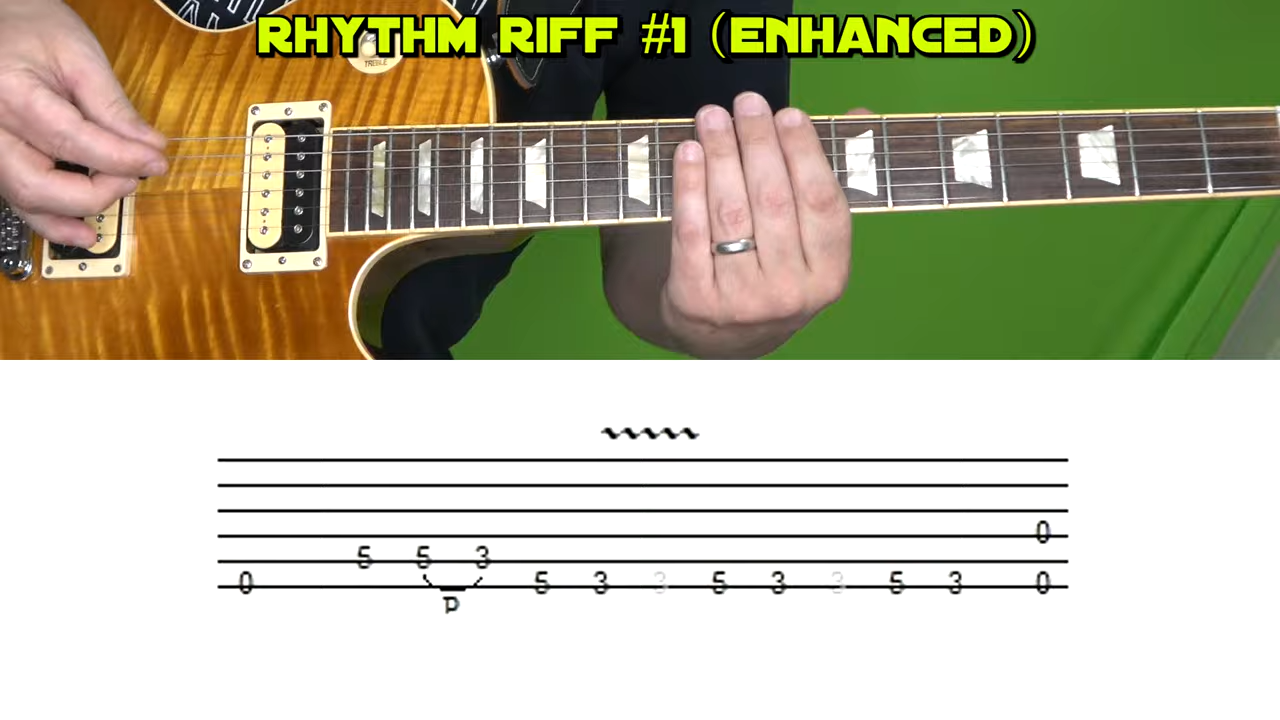 RHYTHM RIFF #1 (ENHANCED)
TREBLE
0
5 5 3
0 5 3 3 5 3 3 5 3 0
p